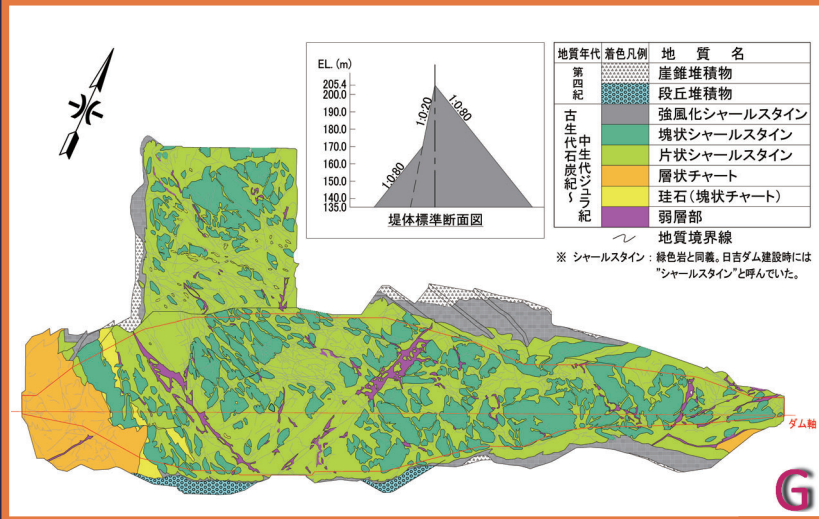 EL. (m)
205.4
200.0
190.0
180.0
170.0
160.0
150.0
140.0
135.0
1:0:20
1:0:80
1:0:80
堤体標準断面図
地質年代 着色凡例 地質名
第四紀
崖錐堆積物
段丘堆積物
古生代石炭紀~
中生代ジュラ紀
強風化シャールスタイン
塊状シャールスタイン
片状シャールスタイン
層状チャート
珪石(塊状チャート)
弱層部
地質境界線
※ シャールスタイン : 緑色岩と同義。日吉ダム建設時には
"シャールスタイン"と呼んでいた。
ダム軸
G